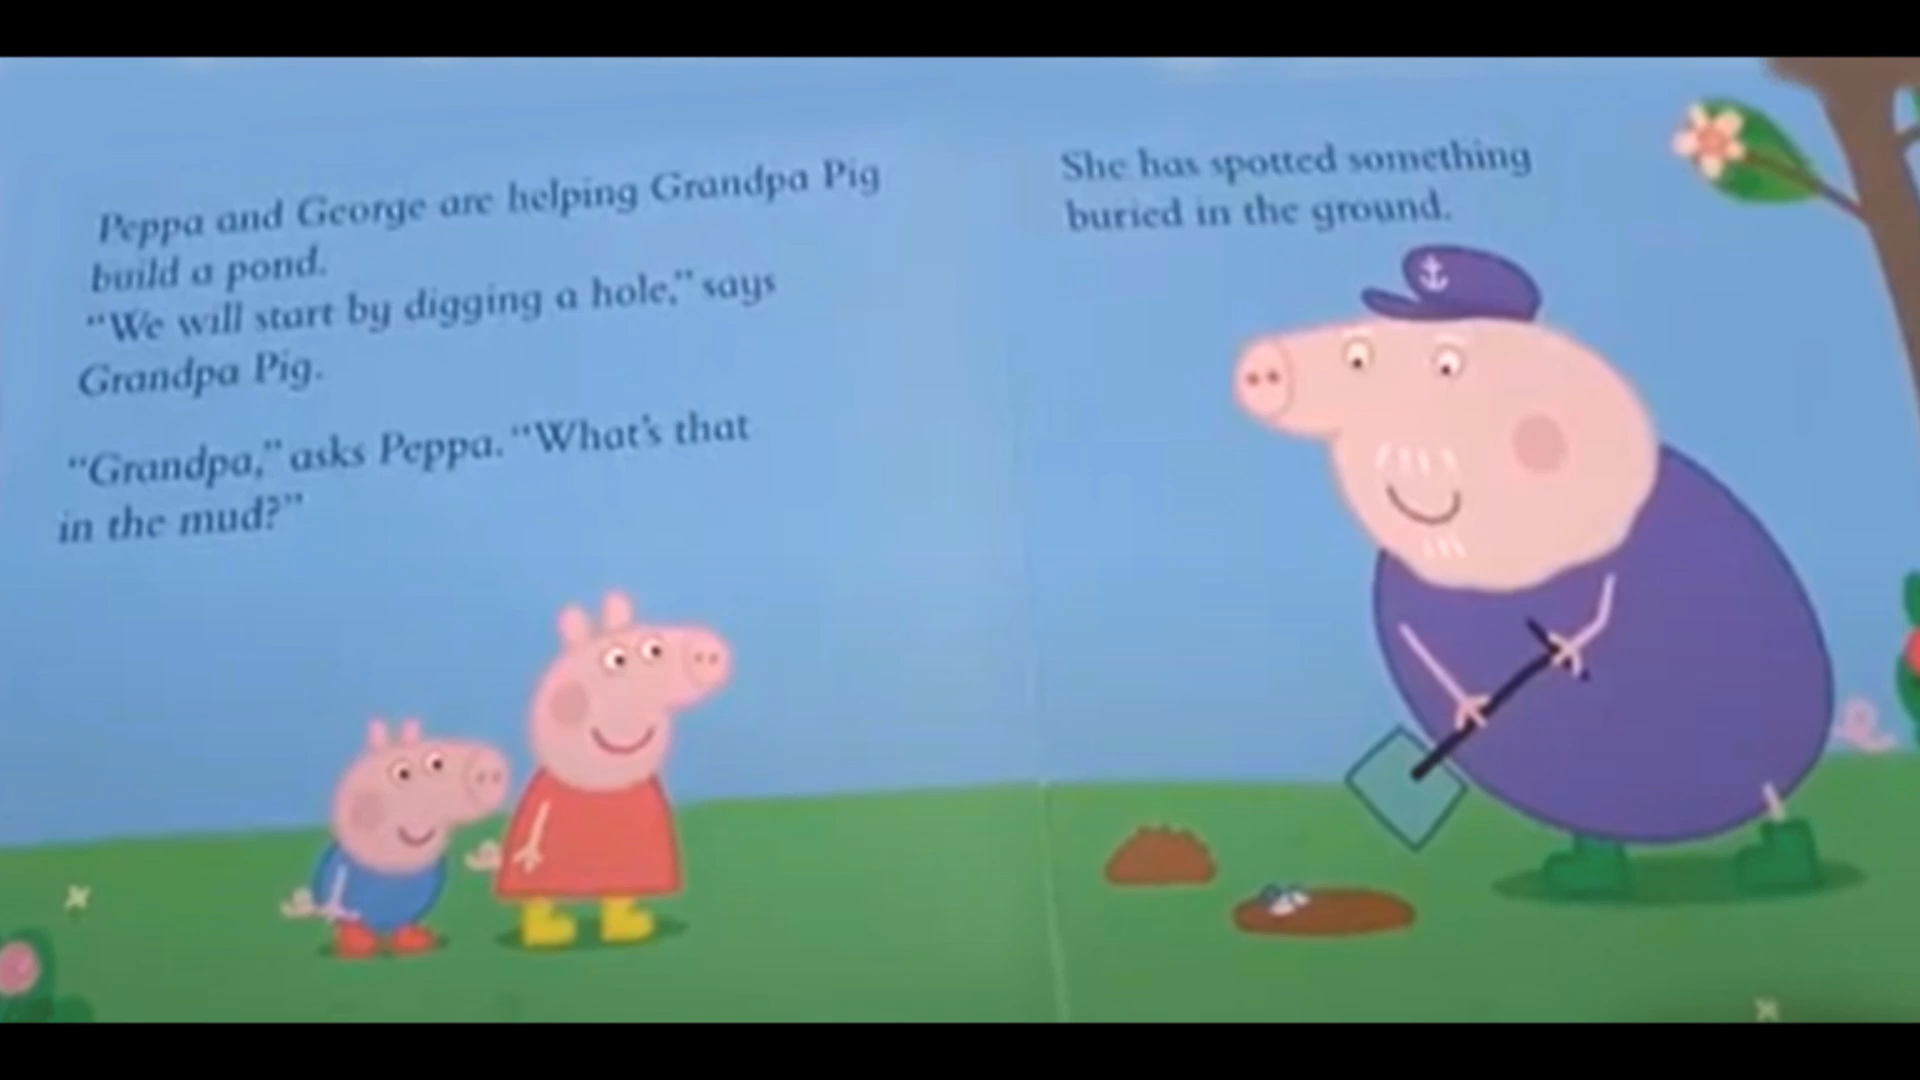 Peppa and George are helping Grandpa Pig
build a pond.
“We will start by digging a hole,” says
Grandpa Pig.
“Grandpa,” asks Peppa. “What’s that
in the mud?”
She has spotted something
buried in the ground.